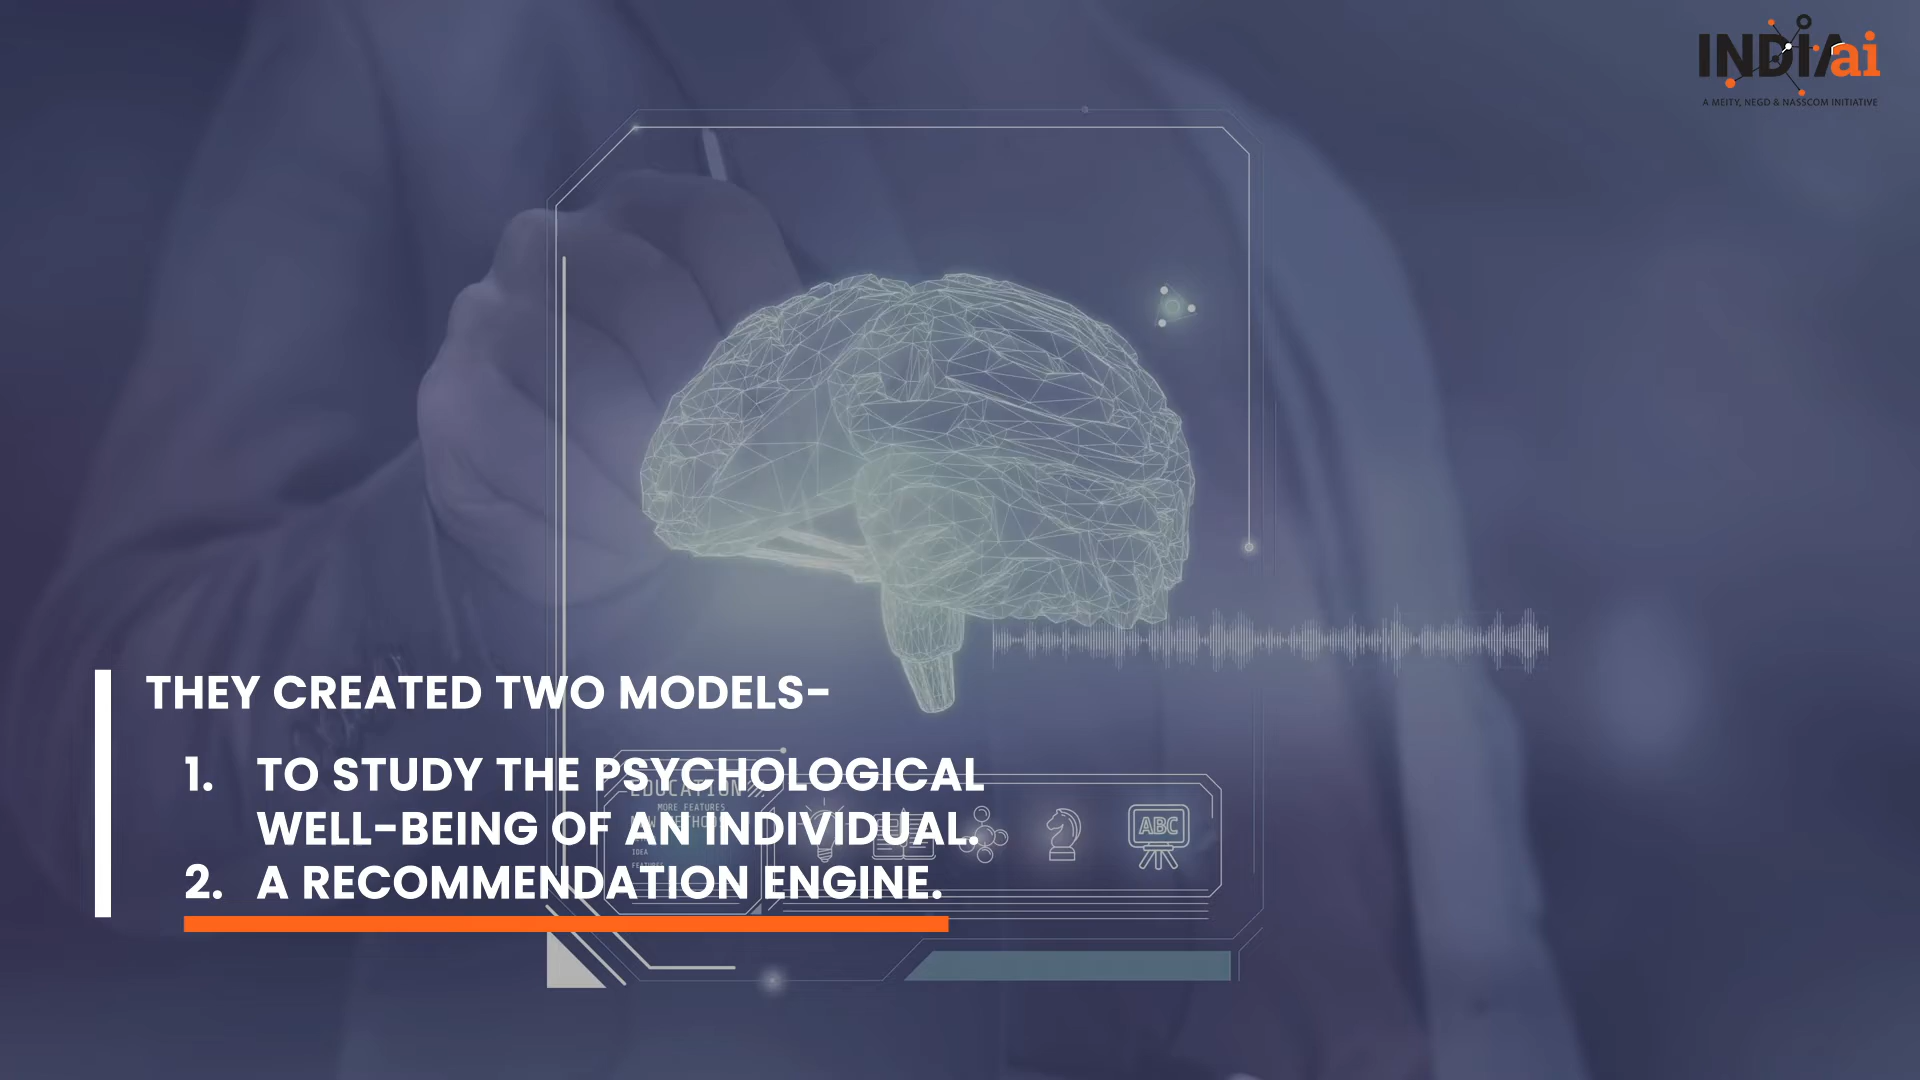 INDIAai
A MEITY, NEGD & NASSCOM INITIATIVE
THEY CREATED TWO MODELS-
1. TO STUDY THE PSYCHOLOGICAL
WELL-BEING OF AN INDIVIDUAL.
2. A RECOMMENDATION ENGINE.
EDUCATION
MORE FEATURES
IDEA
ABC